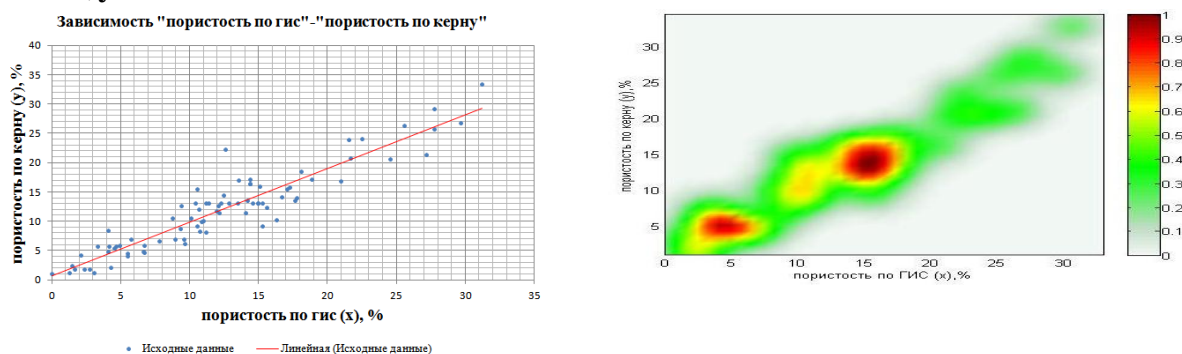 Зависимость "пористость по гис"-"пористость по керну"
40
35
30
25
20
15
10
5
0
пористость по керну (y), %
0 5 10 15 20 25 30 35
пористость по гис (x), %
Исходные данные
Линейная (Исходные данные)
30
25
20
15
10
5
пористость по керну (y),%
0 5 10 15 20 25 30
пористость по ГИС (x),%
1
0.9
0.8
0.7
0.6
0.5
0.4
0.3
0.2
0.1
0